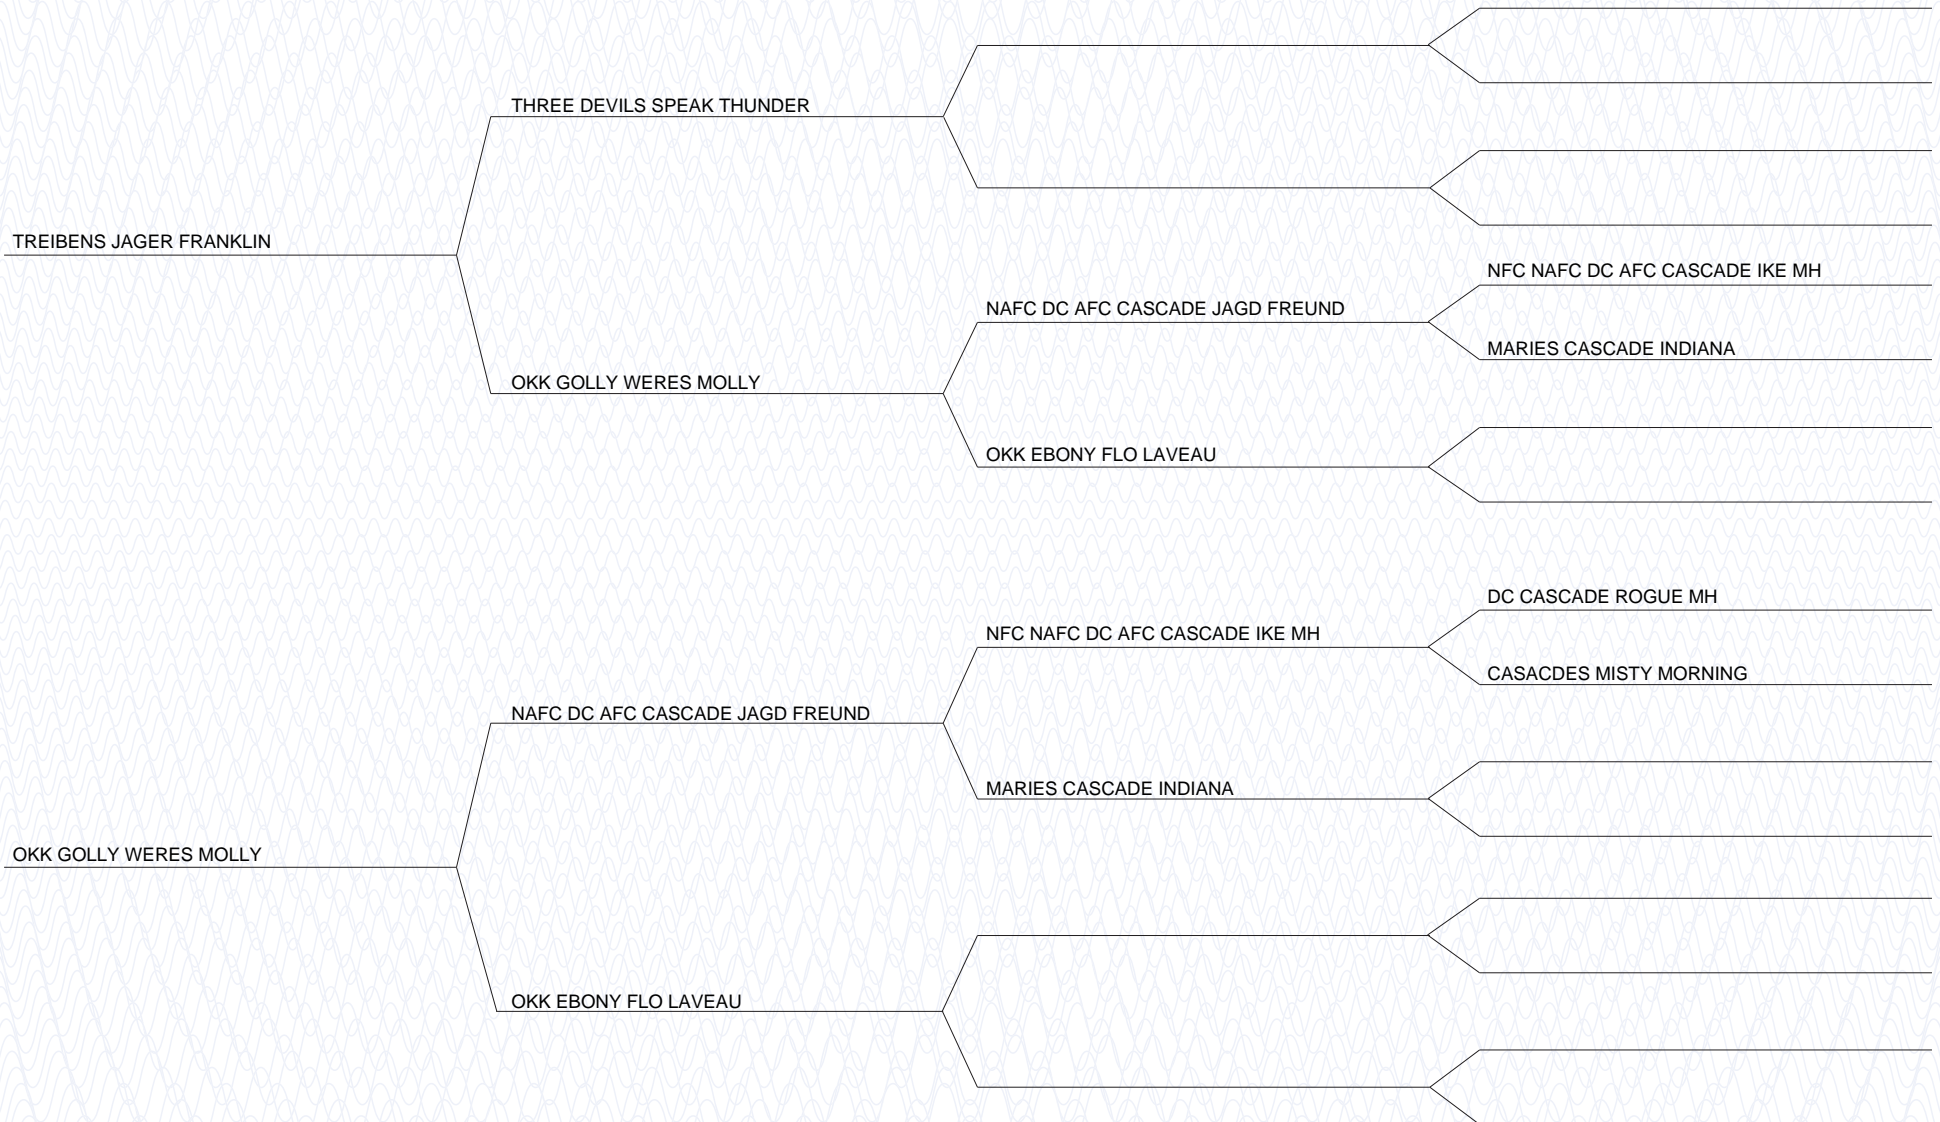 THREE DEVILS SPEAK THUNDER
TREIBENS JAGER FRANKLIN
NFC NAFC DC AFC CASCADE IKE MH
NAFC DC AFC CASCADE JAGD FREUND
MARIES CASCADE INDIANA
OKK GOLLY WERES MOLLY
OKK EBONY FLO LAVEAU
DC CASCADE ROGUE MH
NFC NAFC DC AFC CASCADE IKE MH
CASACDES MISTY MORNING
NAFC DC AFC CASCADE JAGD FREUND
MARIES CASCADE INDIANA
OKK GOLLY WERES MOLLY
OKK EBONY FLO LAVEAU